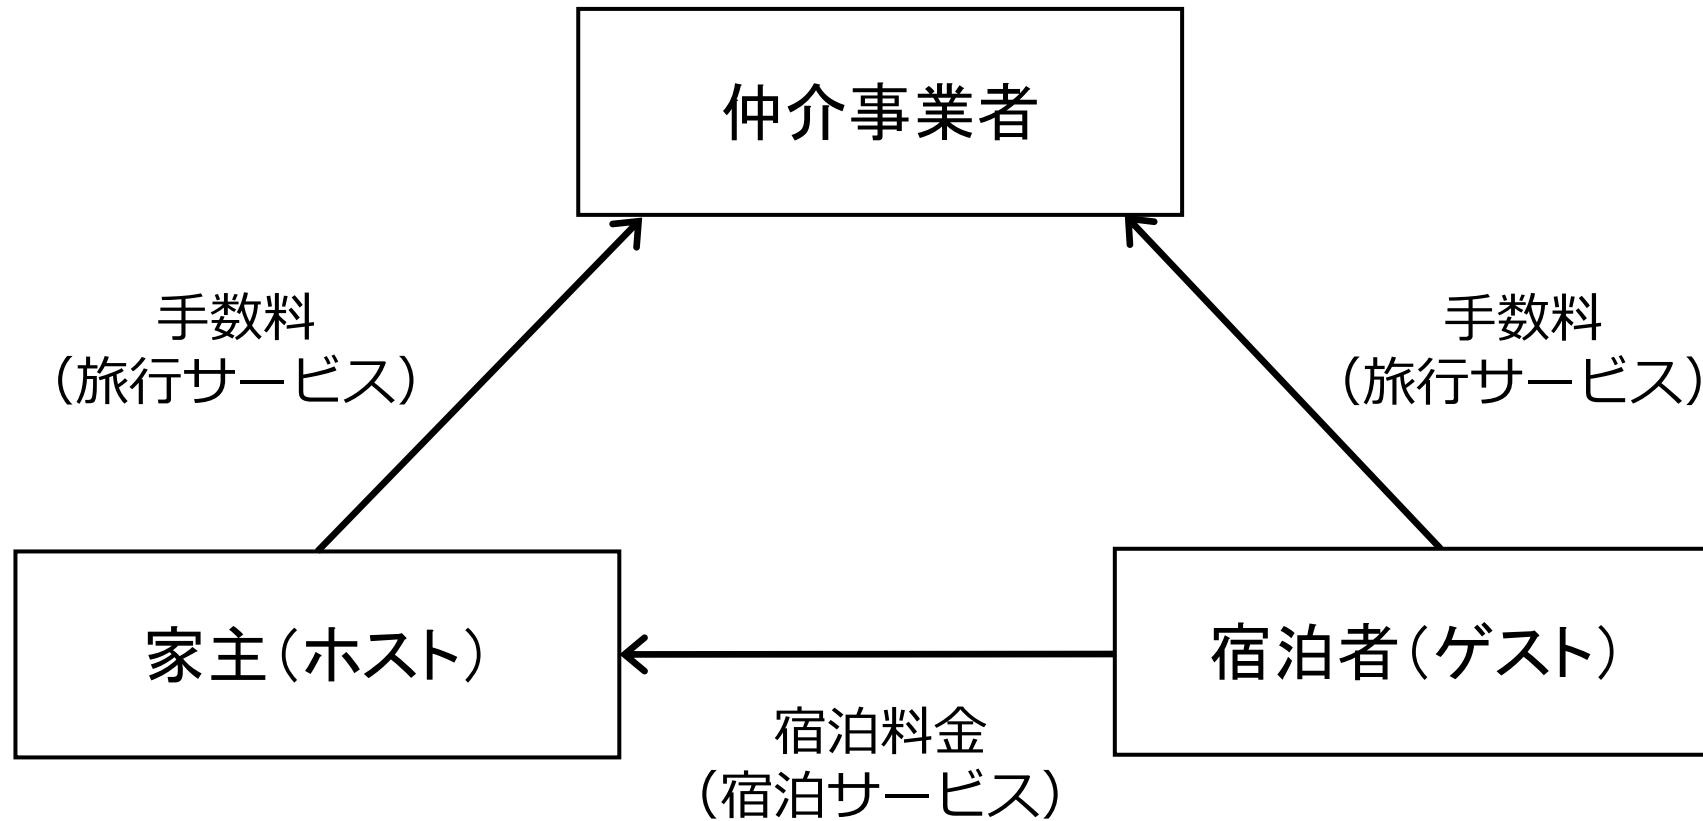 仲介事業者
手数料
（旅行サービス）
手数料
（旅行サービス）
家主（ホスト）
宿泊者（ゲスト）
宿泊料金
（宿泊サービス）